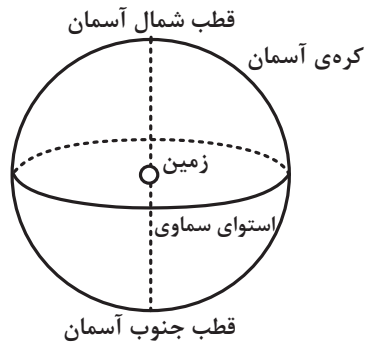 قطب شمال آسمان
کره‌ی آسمان
زمین
استوای سماوی
قطب جنوب آسمان